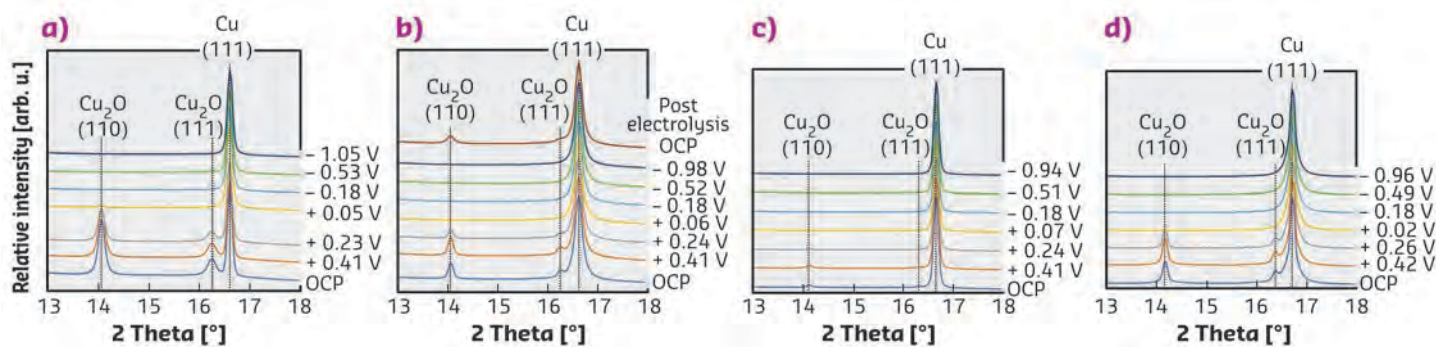 a)
Cu
(111)
Cu₂O
(110)
Cu₂O
(111)
- 1.05 V
- 0.53 V
- 0.18 V
+ 0.05 V
+ 0.23 V
+ 0.41 V
OCP
Relative intensity [arb. u.]
13 14 15 16 17 18
2 Theta [°]
b)
Cu
(111)
Cu₂O
(110)
Cu₂O
(111)
Post
electrolysis
OCP
- 0.98 V
- 0.52 V
- 0.18 V
+ 0.06 V
+ 0.24 V
+ 0.41 V
OCP
13 14 15 16 17 18
2 Theta [°]
c)
Cu
(111)
Cu₂O
(110)
Cu₂O
(111)
- 0.94 V
- 0.51 V
- 0.18 V
+ 0.07 V
+ 0.24 V
+ 0.41 V
OCP
13 14 15 16 17 18
2 Theta [°]
d)
Cu
(111)
Cu₂O
(110)
Cu₂O
(111)
- 0.96 V
- 0.49 V
- 0.18 V
+ 0.02 V
+ 0.26 V
+ 0.42 V
OCP
13 14 15 16 17 18
2 Theta [°]